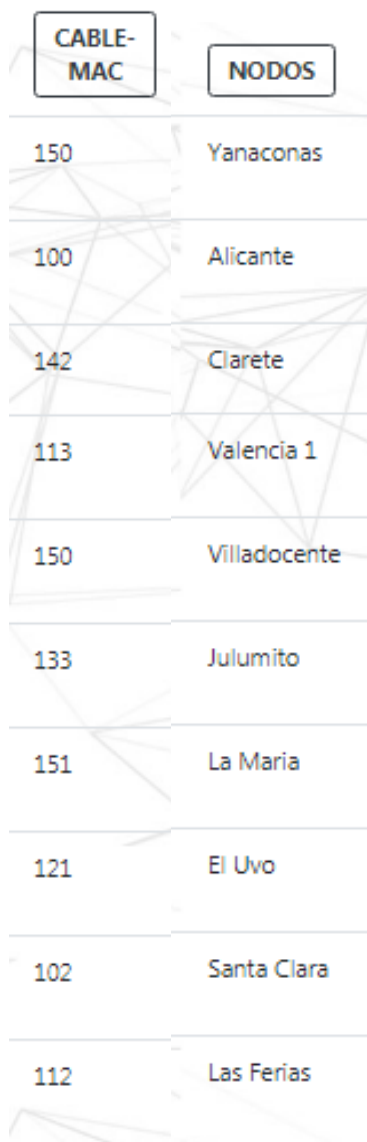 CABLE-
MAC NODOS
150 Yanaconas
100 Alicante
142 Clarete
113 Valencia 1
150 Villadocente
133 Julumito
151 La Maria
121 El Uvo
102 Santa Clara
112 Las Ferias